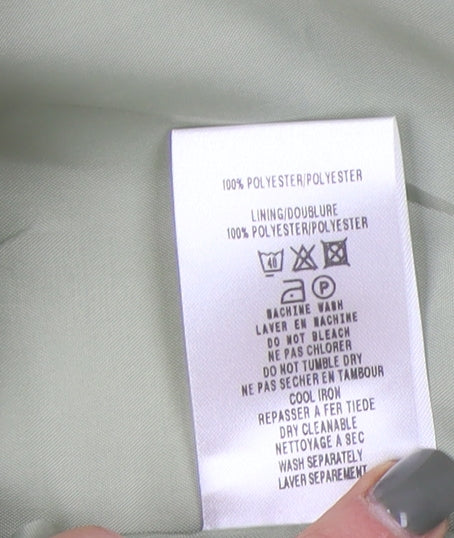 100% POLYESTER/POLYESTER
LINING/DOUBLURE
100% POLYESTER/POLYESTER
40
P
MACHINE WASH
LAVER EN MACHINE
DO NOT BLEACH
NE PAS CHLORER
DO NOT TUMBLE DRY
NE PAS SECHER EN TAMBOUR
COOL IRON
REPASSER A FER TIEDE
DRY CLEANABLE
NETTOYAGE A SEC
WASH SEPARATELY
LAVER SEPAREMENT